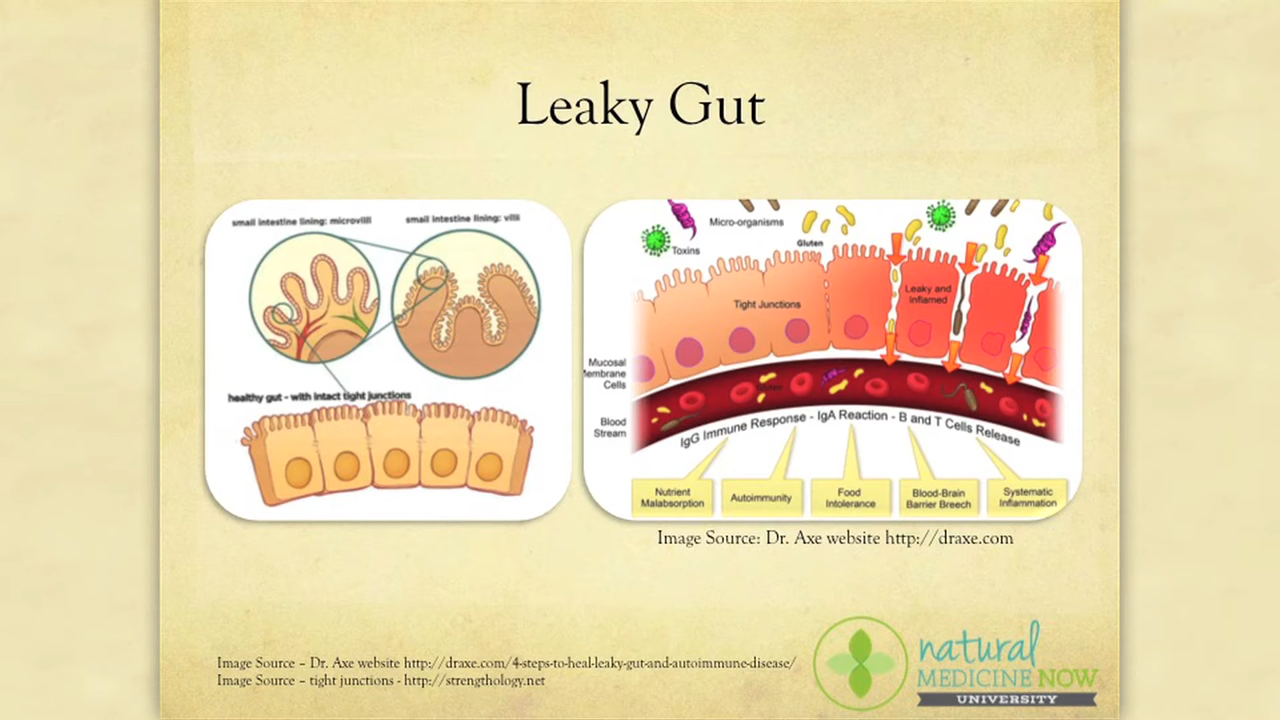 Leaky Gut
small intestine lining: microvilli
small intestine lining: villi
healthy gut - with intact tight junctions
Micro-organisms
Toxins
Gluten
Tight Junctions
Leaky and
Inflamed
Mucosal
Membrane
Cells
Gluten
Blood
Stream
IgG Immune Response - IgA Reaction - B and T Cells Release
Nutrient
Malabsorption
Autoimmunity
Food
Intolerance
Blood-Brain
Barrier Breech
Systematic
Inflammation
Image Source: Dr. Axe website http://draxe.com
Image Source – Dr. Axe website http://draxe.com/4-steps-to-heal-leaky-gut-and-autoimmune-disease/
Image Source – tight junctions - http://strengthology.net
natural
MEDICINE NOW
UNIVERSITY